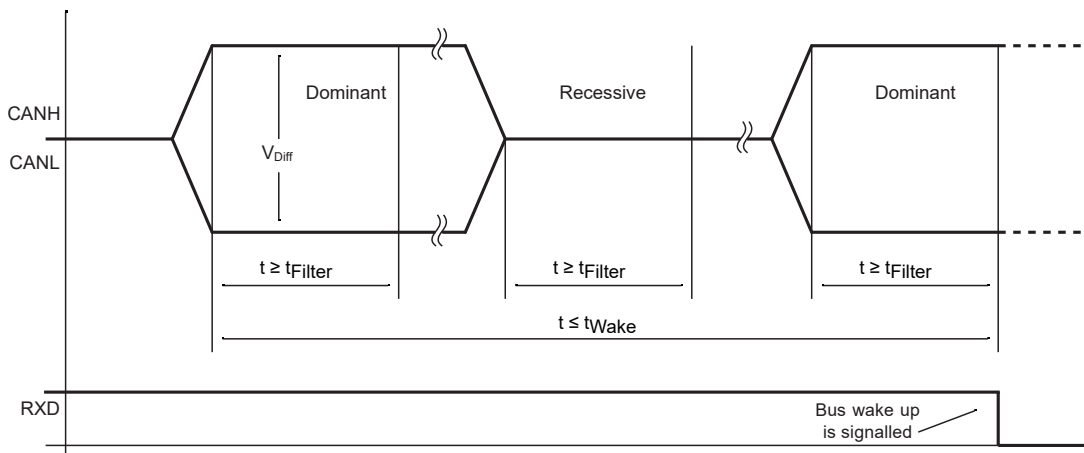 Dominant
Recessive
Dominant
CANH
CANL
VDiff
t ≥ tFilter
t ≥ tFilter
t ≥ tFilter
t ≤ tWake
RXD
Bus wake up
is signalled